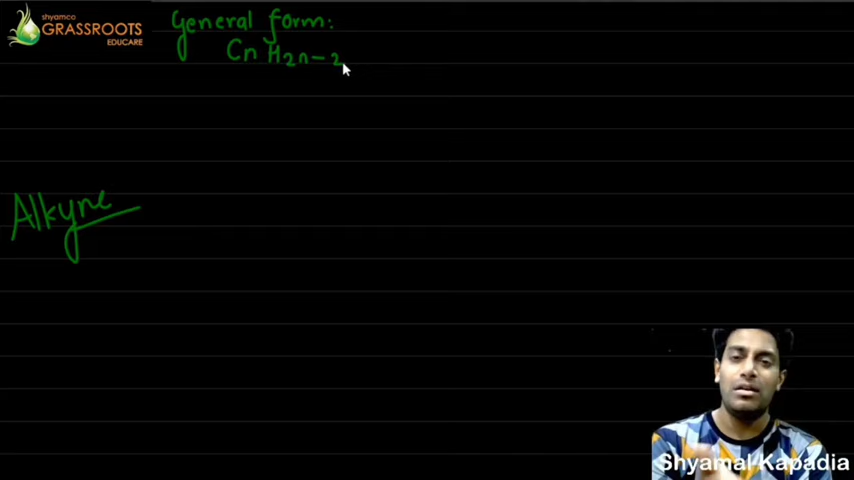 shyamco
GRASSROOTS
EDUCARE
General form:
CnH2n-2
Alkyne
Shyamal Kapadia